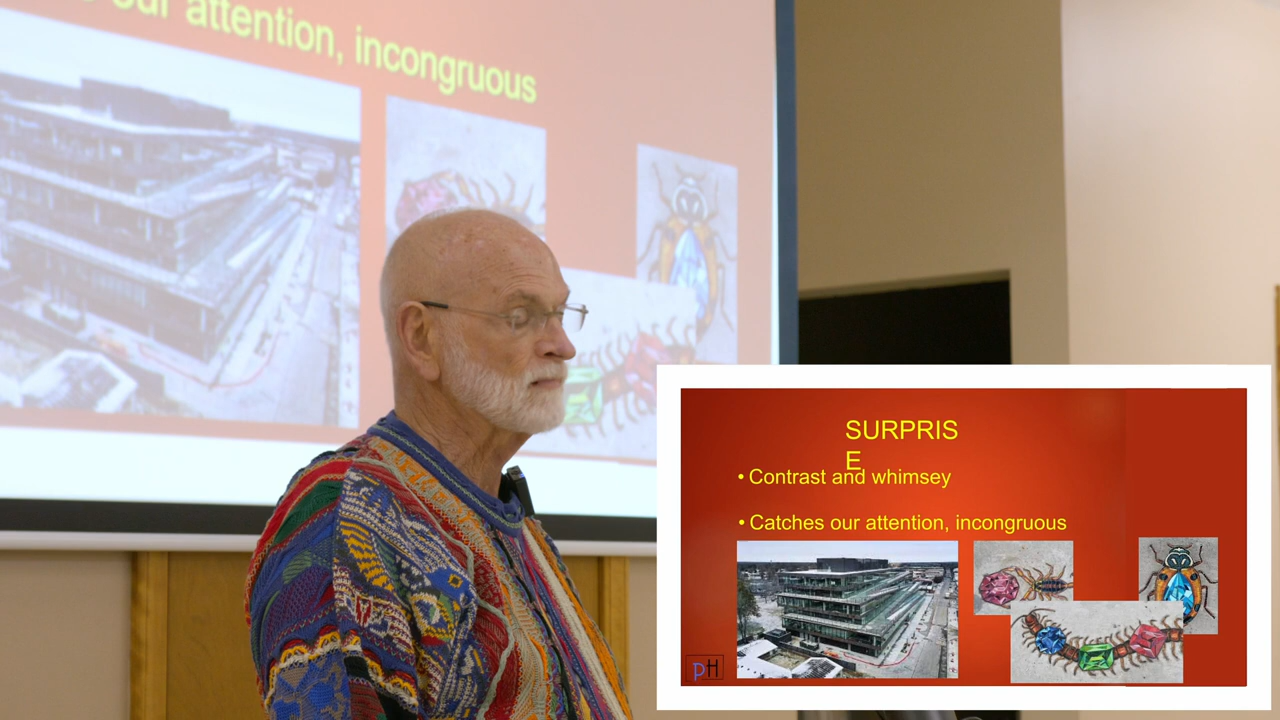 our attention, incongruous
SURPRIS
E
• Contrast and whimsey
• Catches our attention, incongruous
pH